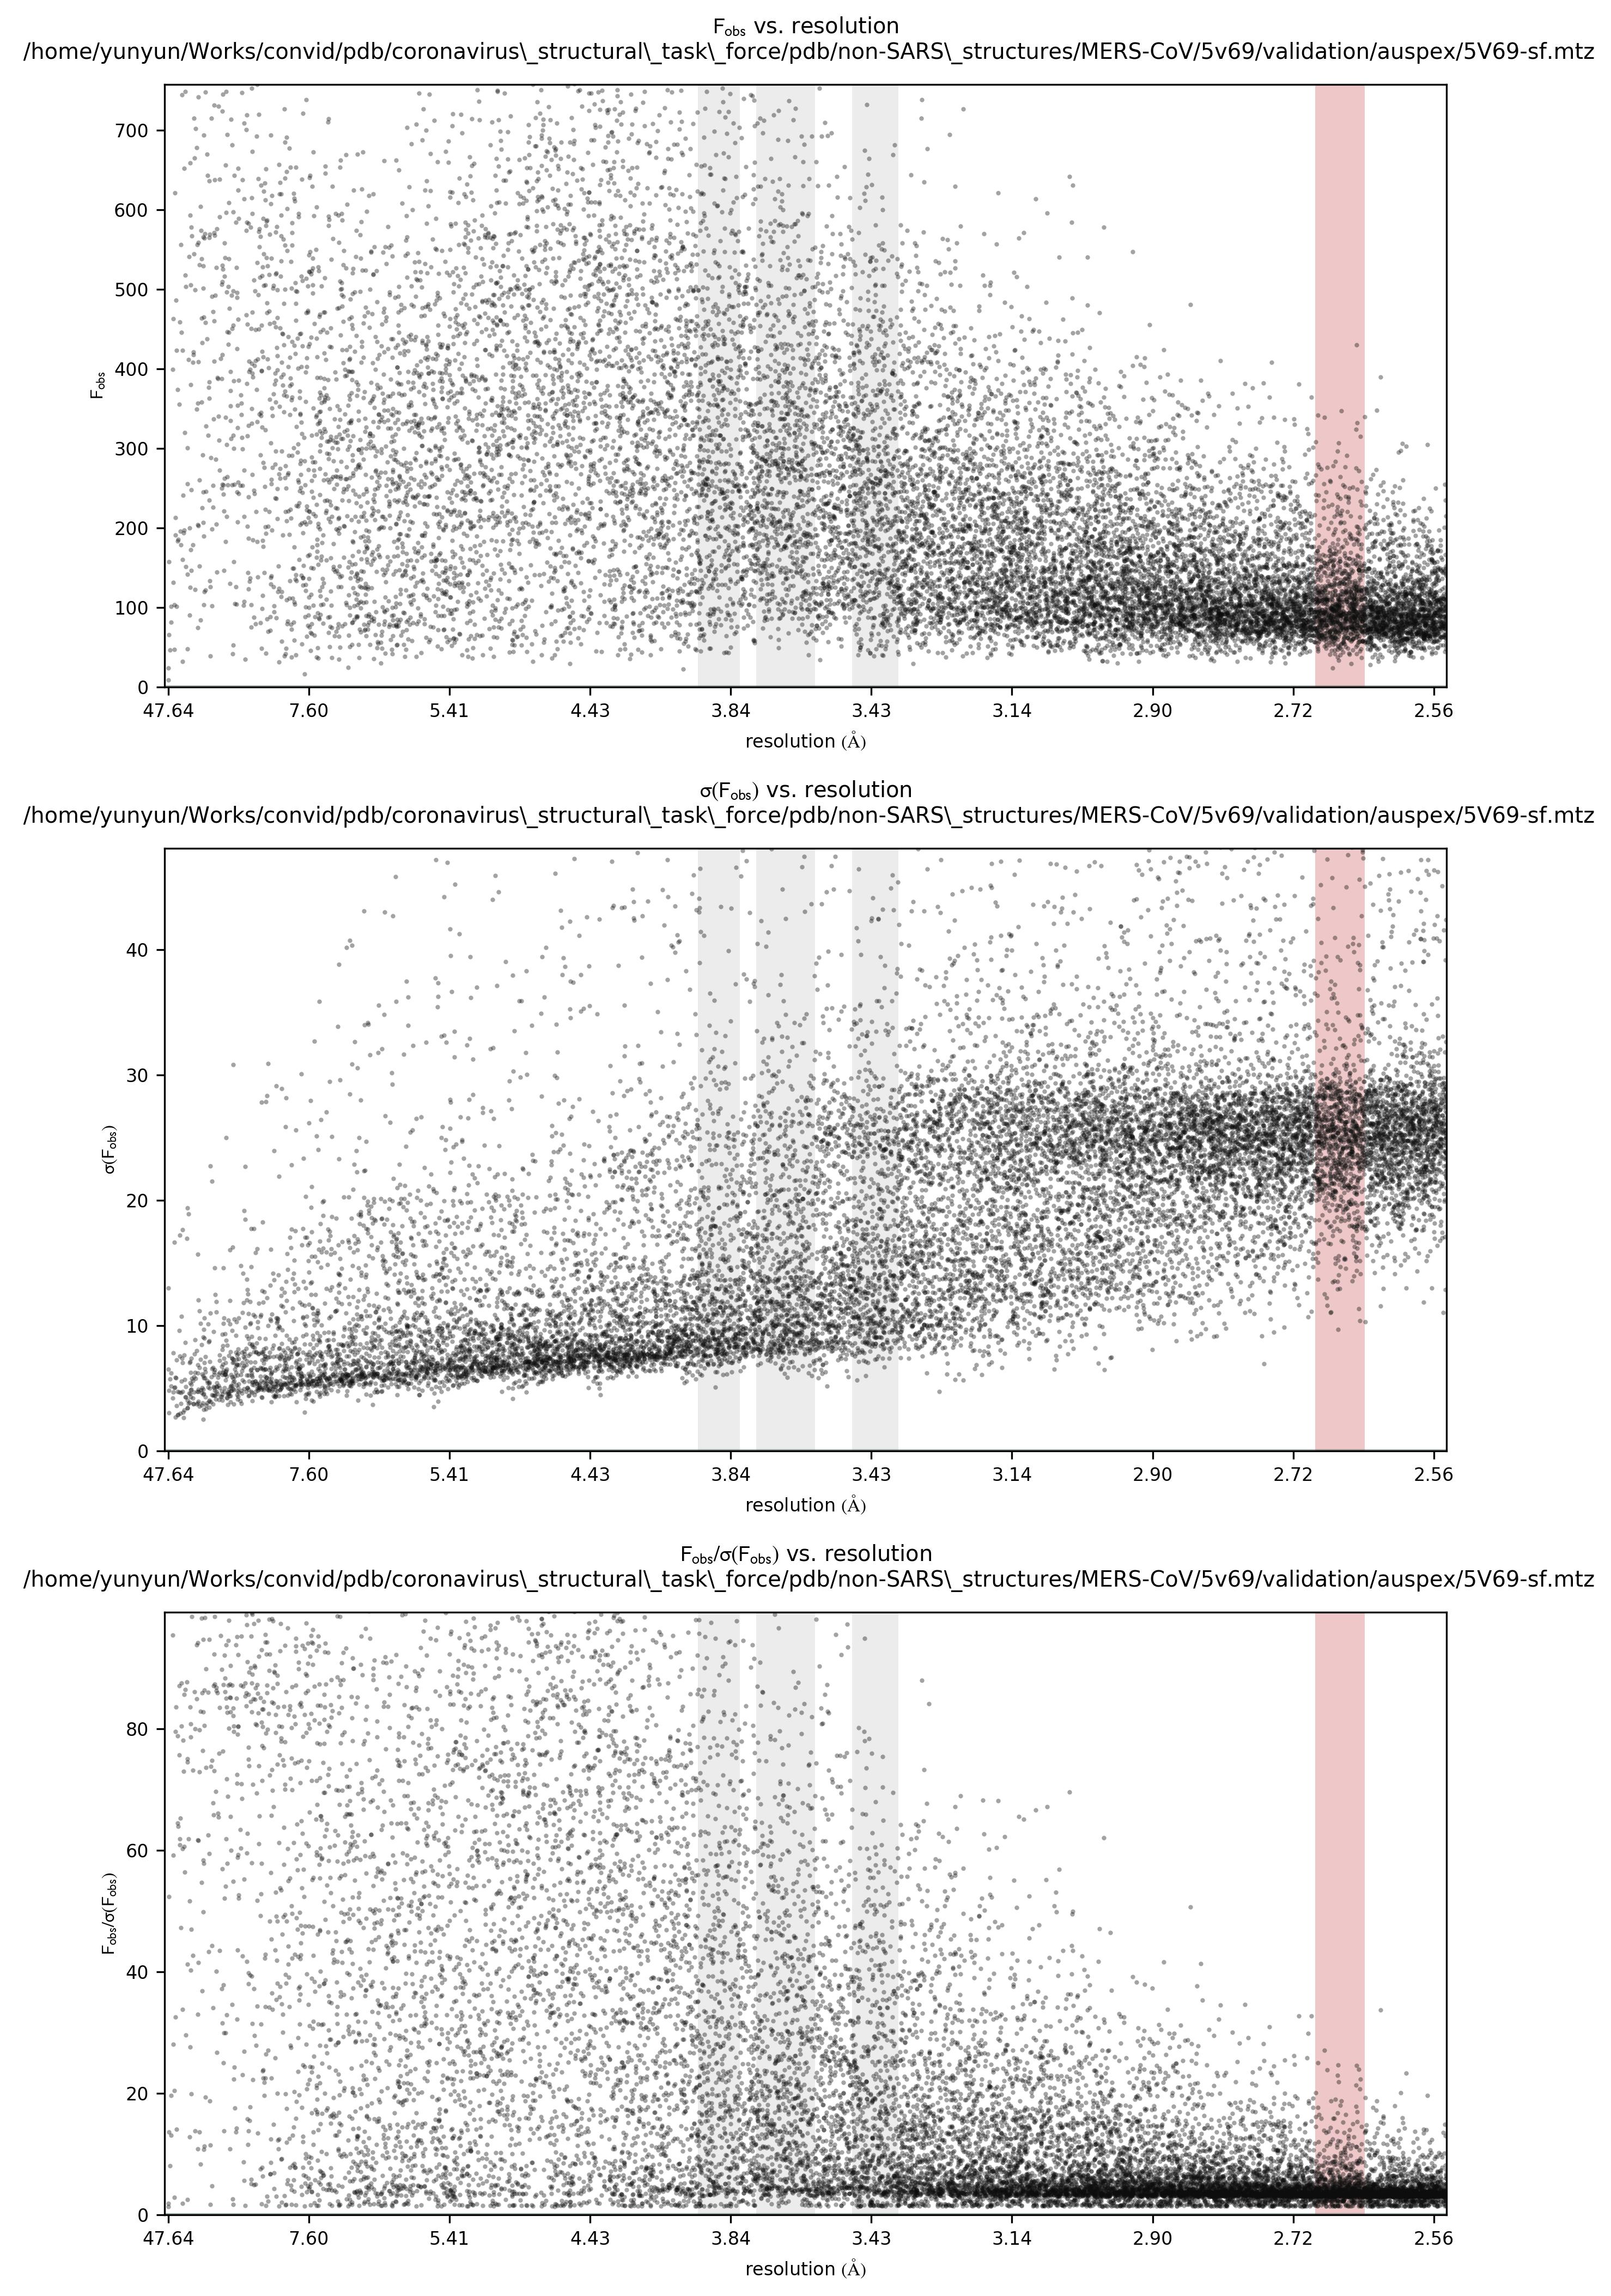 Fobs vs. resolution
/home/yunyun/Works/convid/pdb/coronavirus\_structural\_task\_force/pdb/non-SARS\_structures/MERS-CoV/5v69/validation/auspex/5V69-sf.mtz
700
600
500
400
300
200
100
0
Fobs
47.64 7.60 5.41 4.43 3.84 3.43 3.14 2.90 2.72 2.56
resolution (Å)
σ(Fobs) vs. resolution
/home/yunyun/Works/convid/pdb/coronavirus\_structural\_task\_force/pdb/non-SARS\_structures/MERS-CoV/5v69/validation/auspex/5V69-sf.mtz
40
30
20
10
0
σ(Fobs)
47.64 7.60 5.41 4.43 3.84 3.43 3.14 2.90 2.72 2.56
resolution (Å)
Fobs/σ(Fobs) vs. resolution
/home/yunyun/Works/convid/pdb/coronavirus\_structural\_task\_force/pdb/non-SARS\_structures/MERS-CoV/5v69/validation/auspex/5V69-sf.mtz
80
60
40
20
0
Fobs/σ(Fobs)
47.64 7.60 5.41 4.43 3.84 3.43 3.14 2.90 2.72 2.56
resolution (Å)